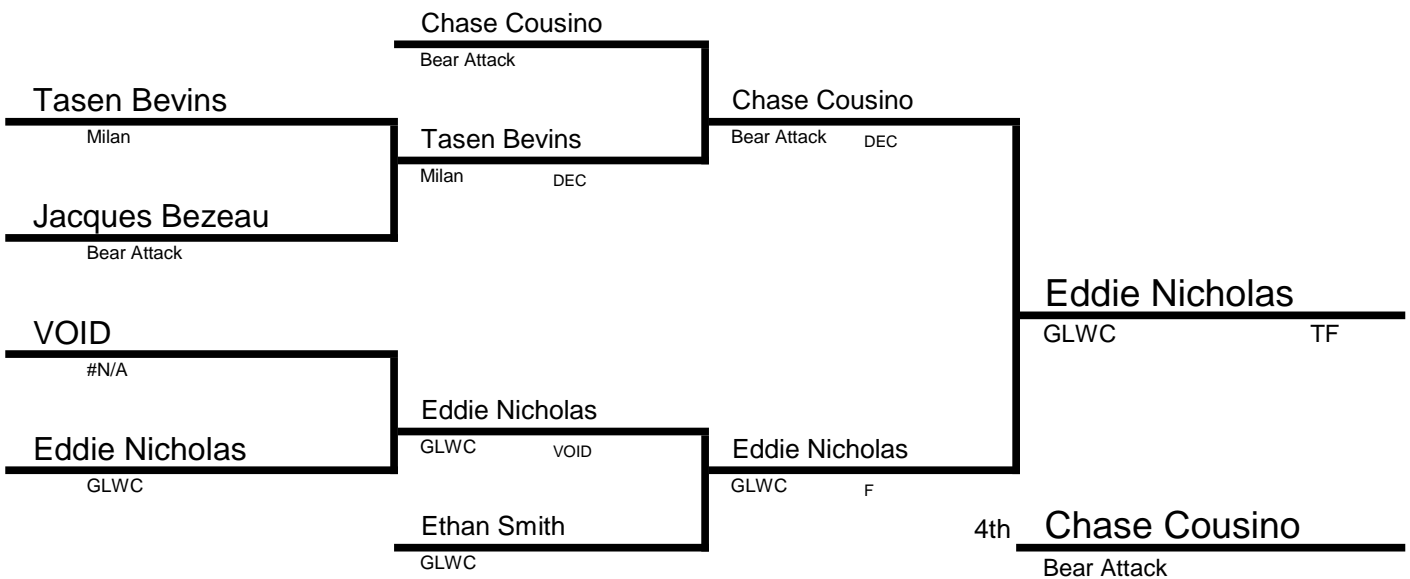 Chase Cousino
Bear Attack
Tasen Bevins
Milan
Chase Cousino
Bear Attack DEC
Tasen Bevins
Milan DEC
Jacques Bezeau
Bear Attack
Eddie Nicholas
GLWC TF
VOID
#N/A
Eddie Nicholas
GLWC VOID
Eddie Nicholas
GLWC
Eddie Nicholas
GLWC F
Ethan Smith
GLWC
4th Chase Cousino
Bear Attack